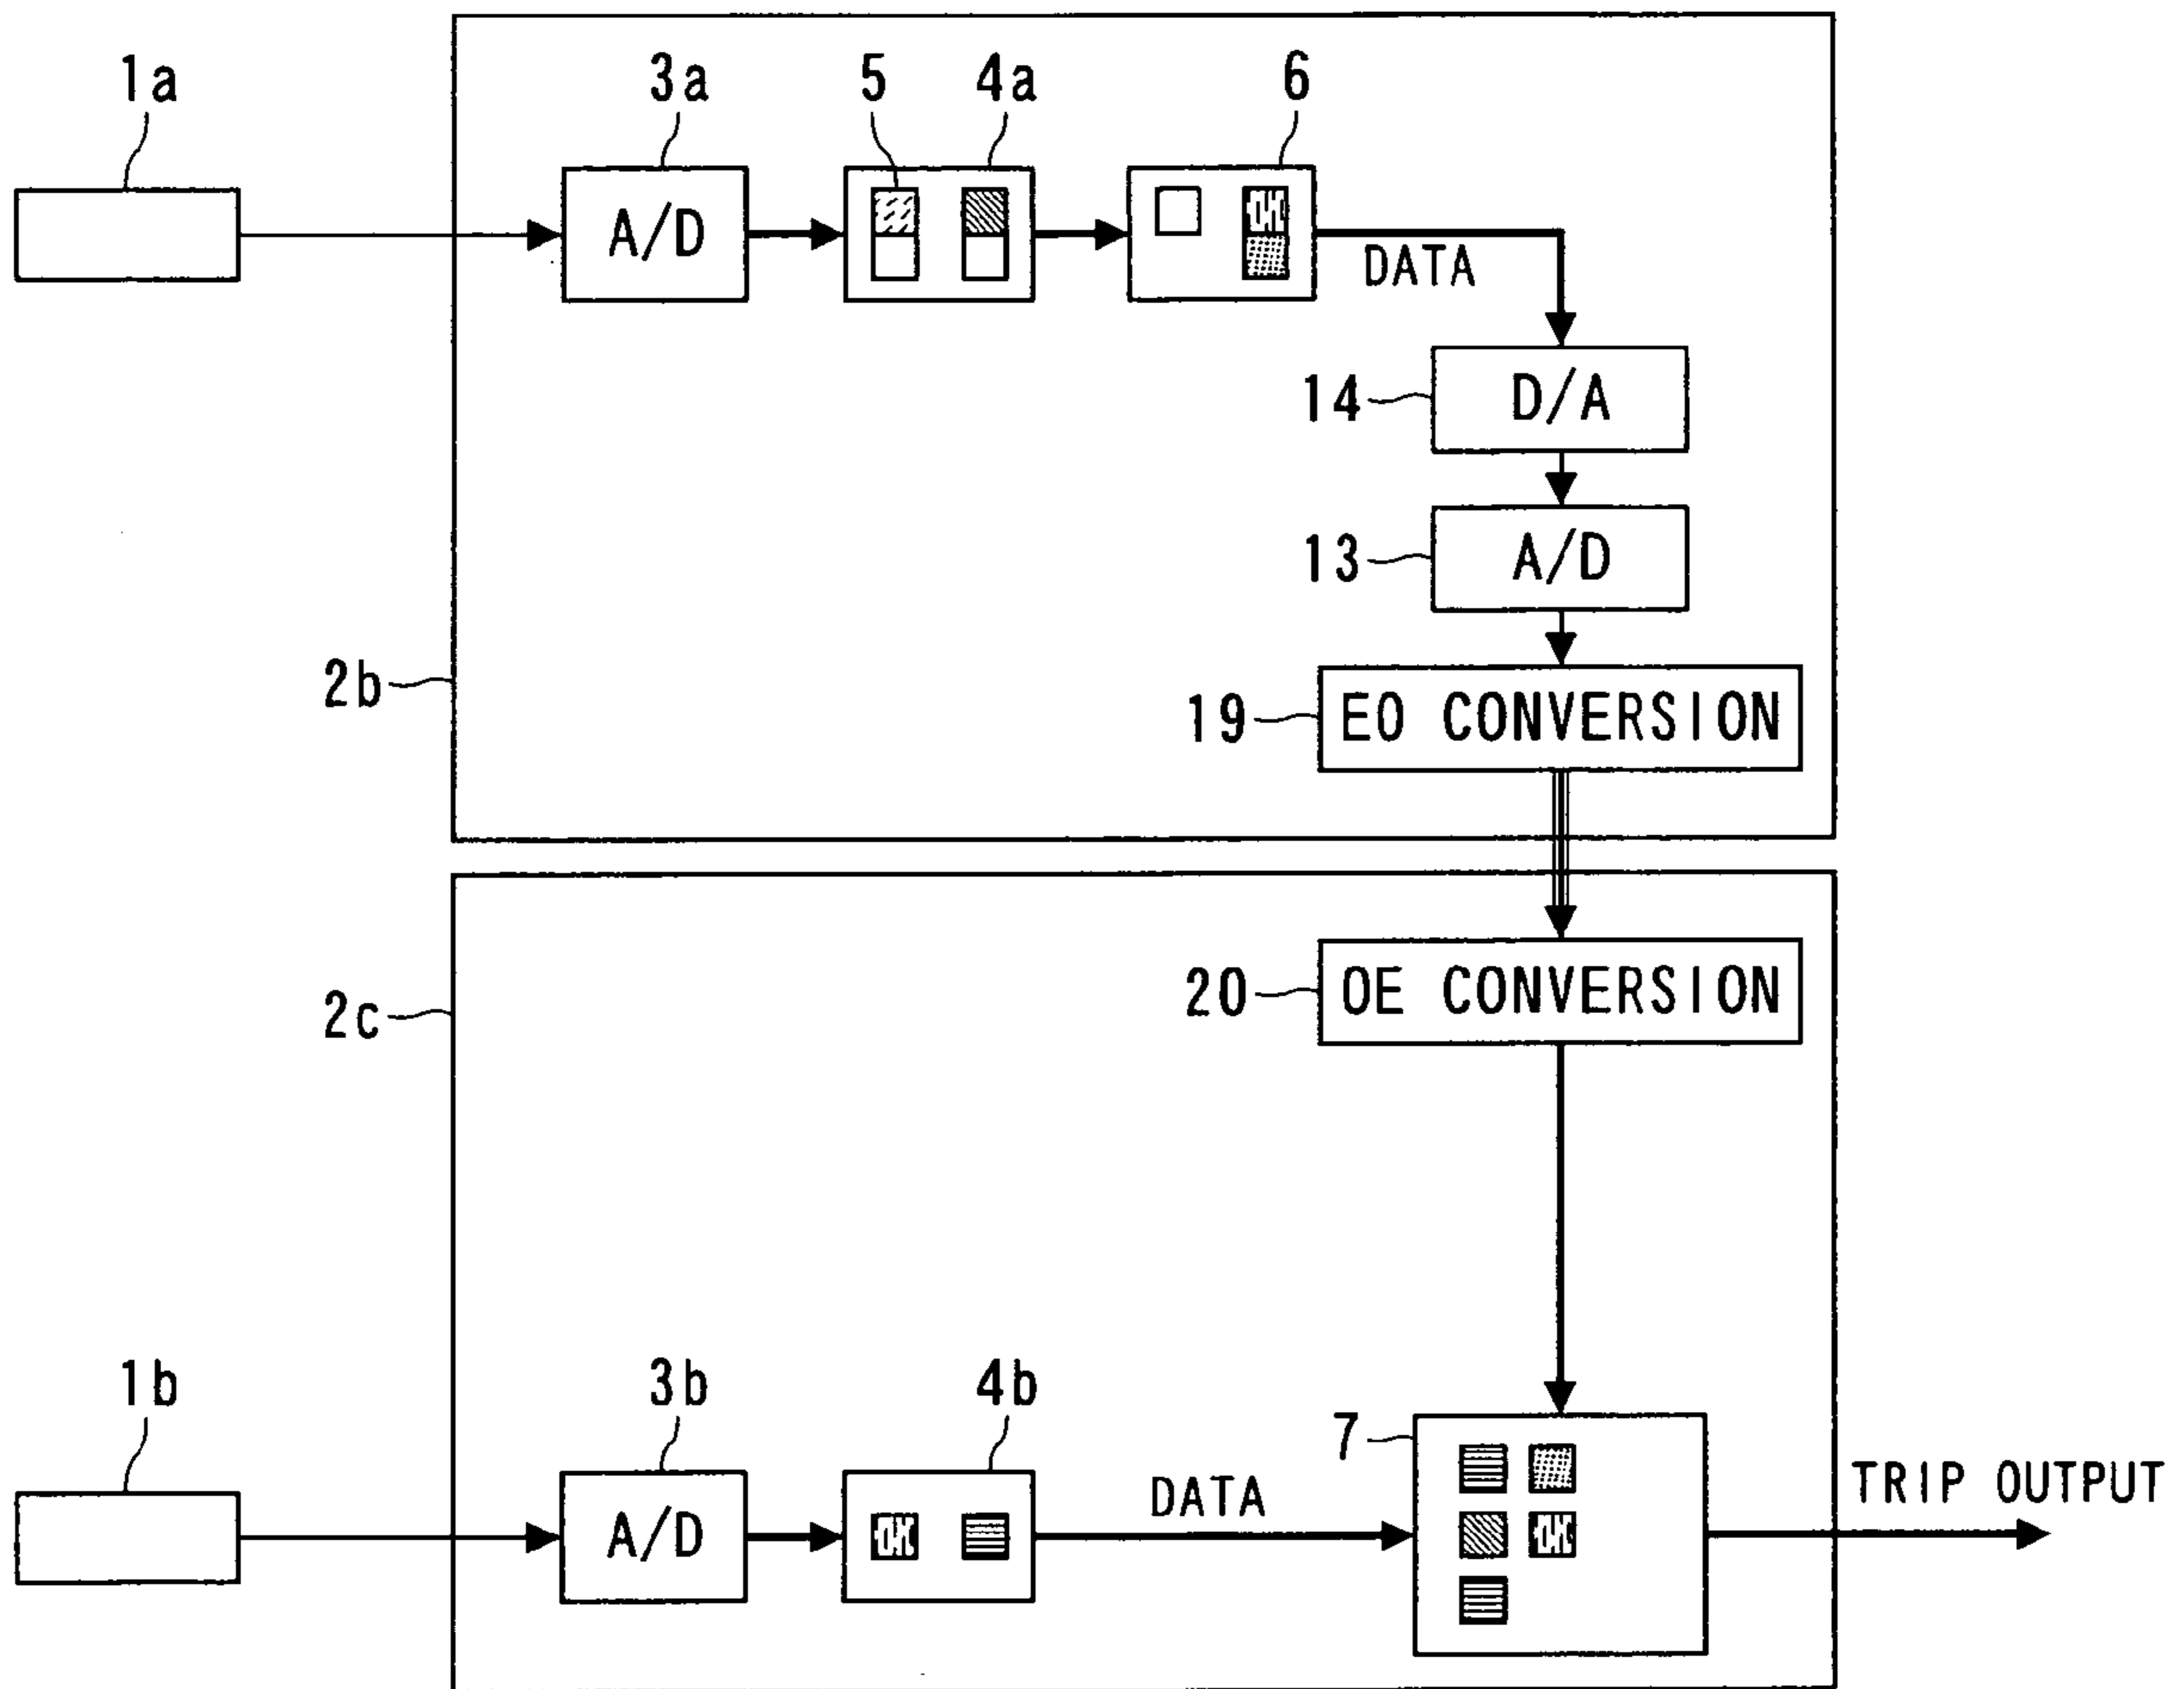 1a
3a
5
4a
6
A/D
DATA
14
D/A
13
A/D
2b
19
EO CONVERSION
2c
20
OE CONVERSION
1b
3b
4b
7
A/D
DATA
TRIP OUTPUT